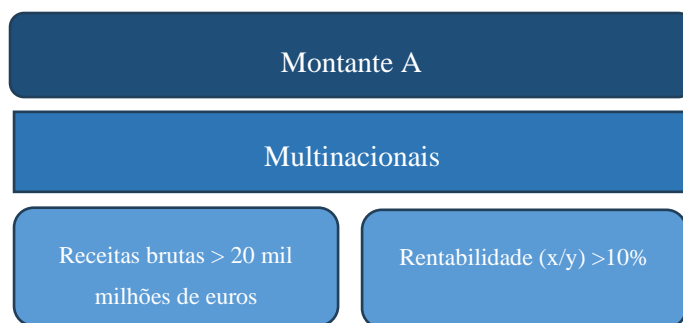 Montante A
Multinacionais
Receitas brutas > 20 mil
milhões de euros
Rentabilidade (x/y) >10%